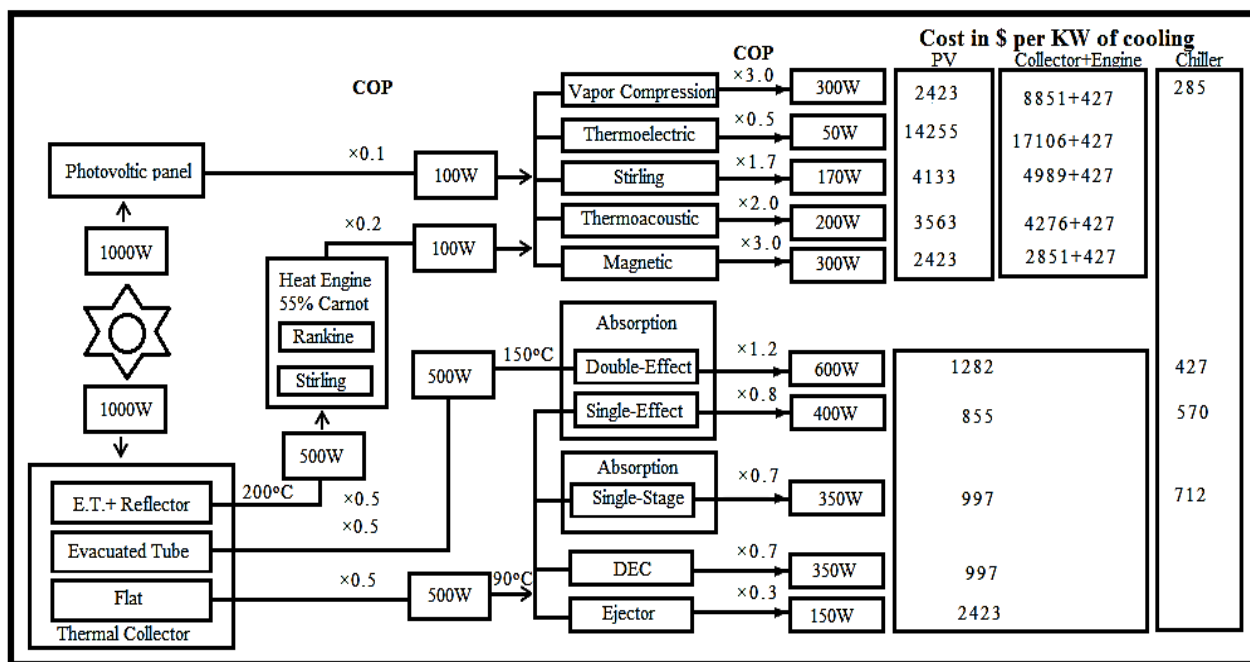 Cost in $ per KW of cooling
COP
COP
PV
Collector+Engine
Chiller
Photovoltic panel
×0.1
100W
1000W
1000W
×0.2
100W
Heat Engine
55% Carnot
Rankine
Stirling
500W
200ºC
×0.5
×0.5
×0.5
E.T.+ Reflector
Evacuated Tube
Flat
Thermal Collector
500W
150ºC
500W
90ºC
Vapor Compression
×3.0
300W
2423
8851+427
285
Thermoelectric
×0.5
50W
14255
17106+427
Stirling
×1.7
170W
4133
4989+427
Thermoacoustic
×2.0
200W
3563
4276+427
Magnetic
×3.0
300W
2423
2851+427
Absorption
Double-Effect
×1.2
600W
1282
427
Single-Effect
×0.8
400W
855
570
Absorption
Single-Stage
×0.7
350W
997
712
DEC
×0.7
350W
997
Ejector
×0.3
150W
2423